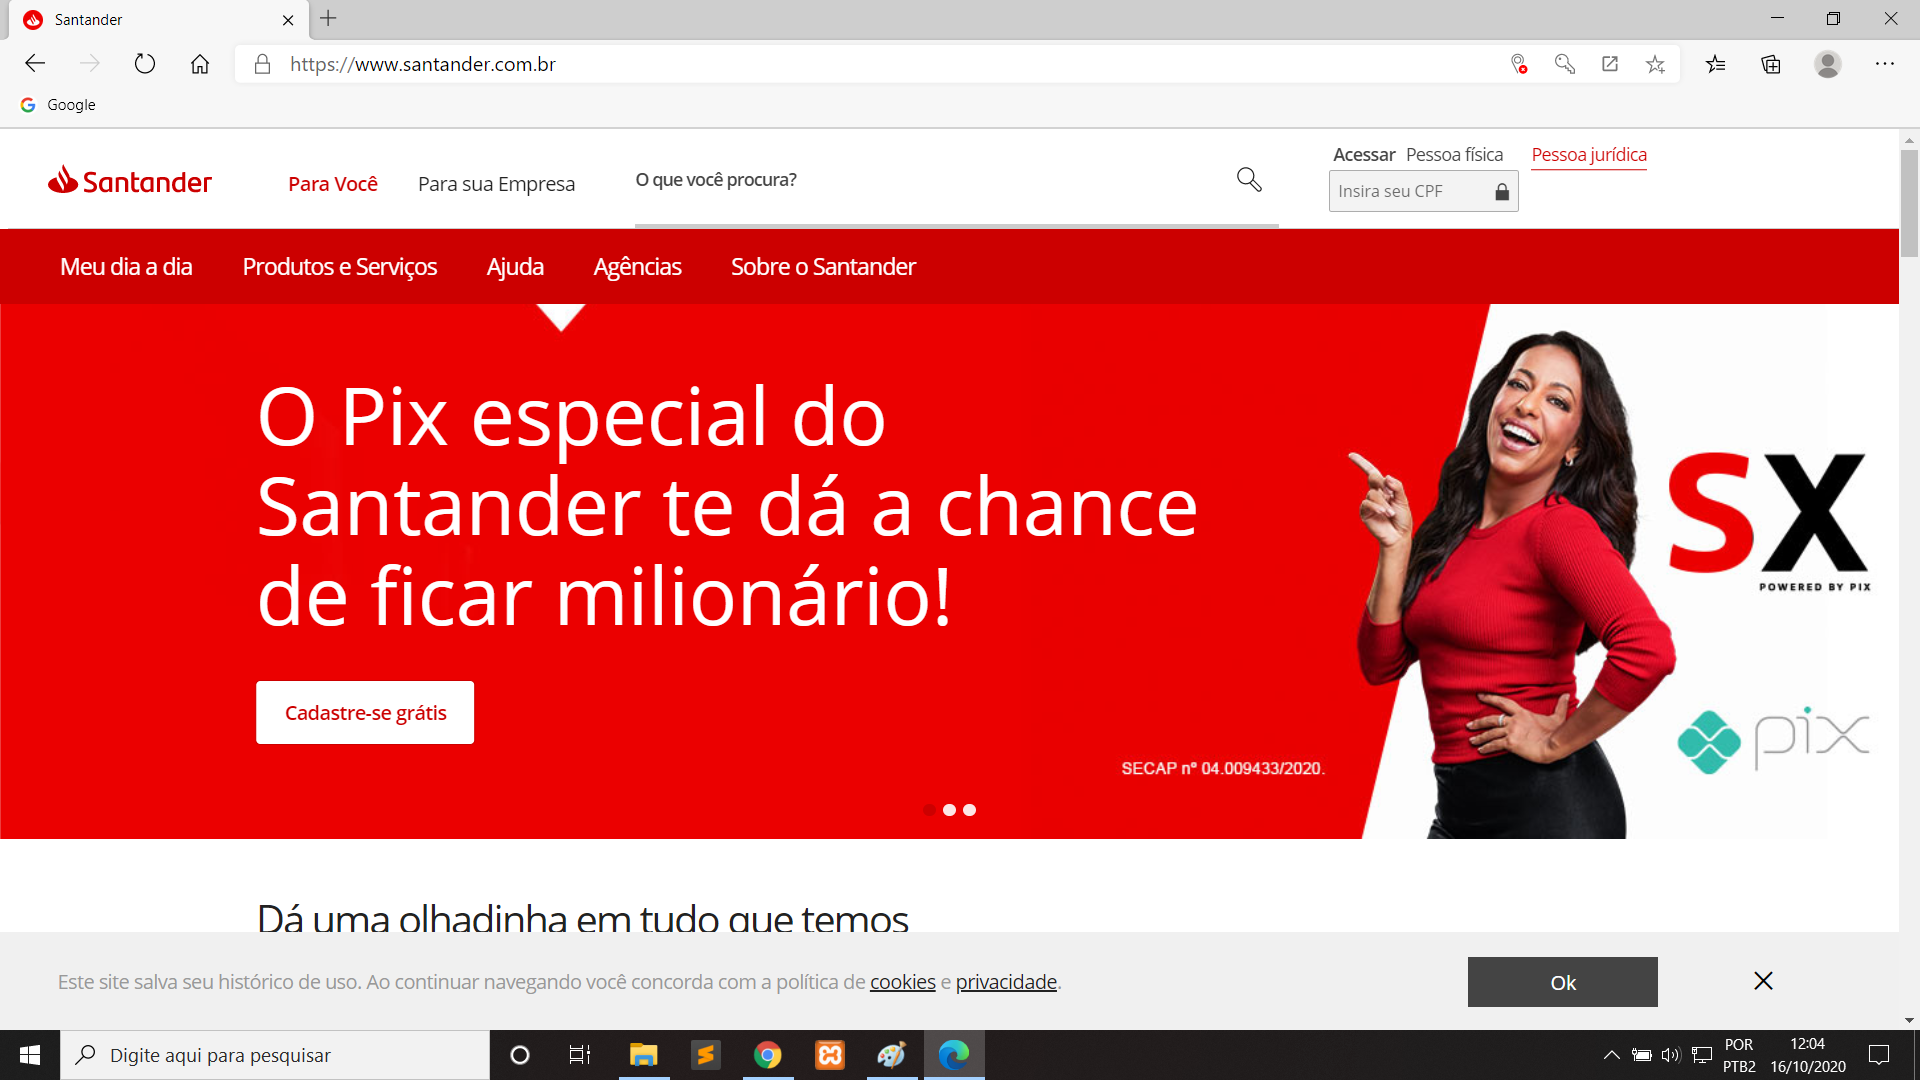 Santander
https://www.santander.com.br
Google
Santander
Para Você
Para sua Empresa
O que você procura?
Acessar Pessoa física Pessoa jurídica
Insira seu CPF
Meu dia a dia
Produtos e Serviços
Ajuda
Agências
Sobre o Santander
O Pix especial do
Santander te dá a chance
de ficar milionário!
Cadastre-se grátis
SECAP nº 04.009433/2020.
SX
POWERED BY PIX
pix
Dá uma olhadinha em tudo que temos
Este site salva seu histórico de uso. Ao continuar navegando você concorda com a política de cookies e privacidade.
Ok
Digite aqui para pesquisar
POR
PTB2
12:04
16/10/2020